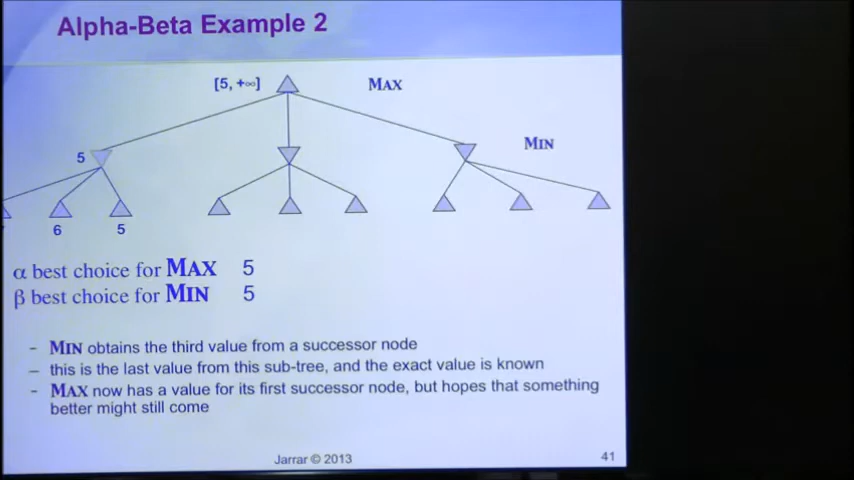 Alpha-Beta Example 2
[5, +∞]
MAX
5
MIN
6
5
α best choice for MAX 5
β best choice for MIN 5
- MIN obtains the third value from a successor node
– this is the last value from this sub-tree, and the exact value is known
- MAX now has a value for its first successor node, but hopes that something
better might still come
Jarrar © 2013
41